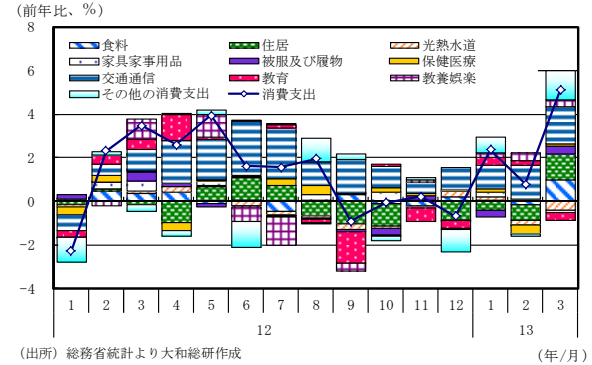 (前年比、%)
8
6
4
2
0
-2
-4
食料 住居 光熱水道
家具家事用品 被服及び履物 保健医療
交通通信 教育 教養娯楽
その他の消費支出 消費支出
1 2 3 4 5 6 7 8 9 10 11 12 1 2 3
12 13
(出所) 総務省統計より大和総研作成 (年/月)